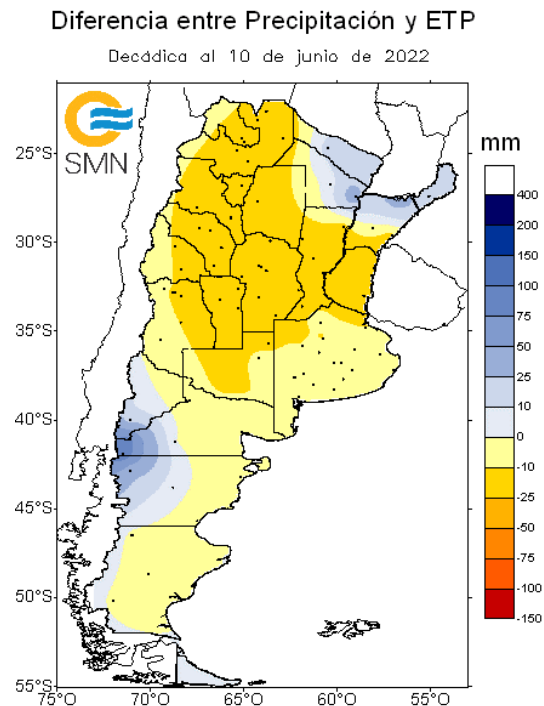 Diferencia entre Precipitación y ETP
Decádica al 10 de junio de 2022
SMN
mm
400
200
150
100
75
50
25
10
0
-10
-25
-50
-75
-100
-150
25°S
30°S
35°S
40°S
45°S
50°S
55°S
75°O
70°O
65°O
60°O
55°O